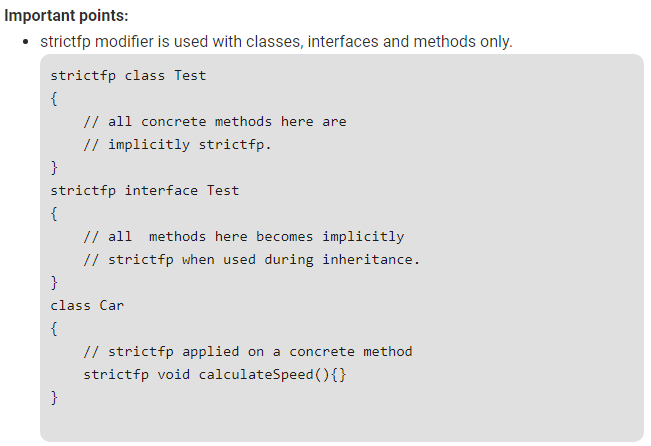 Important points:
• strictfp modifier is used with classes, interfaces and methods only.
strictfp class Test
{
    // all concrete methods here are
    // implicitly strictfp.
}
strictfp interface Test
{
    // all  methods here becomes implicitly
    // strictfp when used during inheritance.
}
class Car
{
    // strictfp applied on a concrete method
    strictfp void calculateSpeed(){}
}